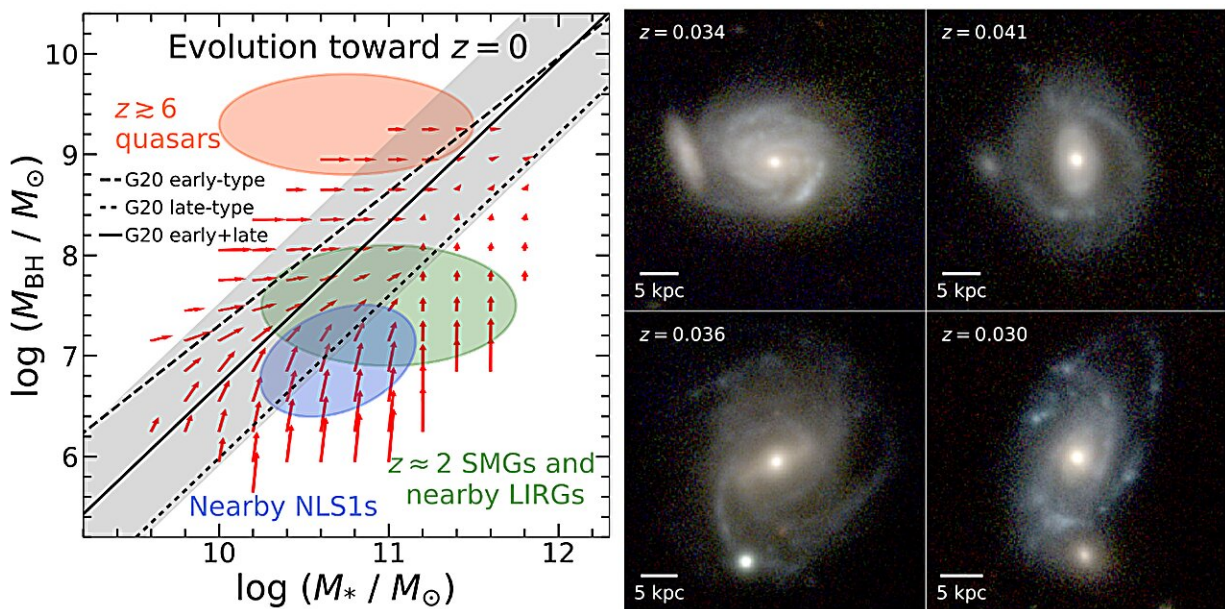 Evolution toward z = 0
z ≳ 6
quasars
G20 early-type
G20 late-type
G20 early+late
z ≈ 2 SMGs and
nearby LIRGs
Nearby NLS1s
10
9
8
7
6
log (M_BH / M_⊙)
10
11
12
log (M_* / M_⊙)
z = 0.034
5 kpc
z = 0.041
5 kpc
z = 0.036
5 kpc
z = 0.030
5 kpc